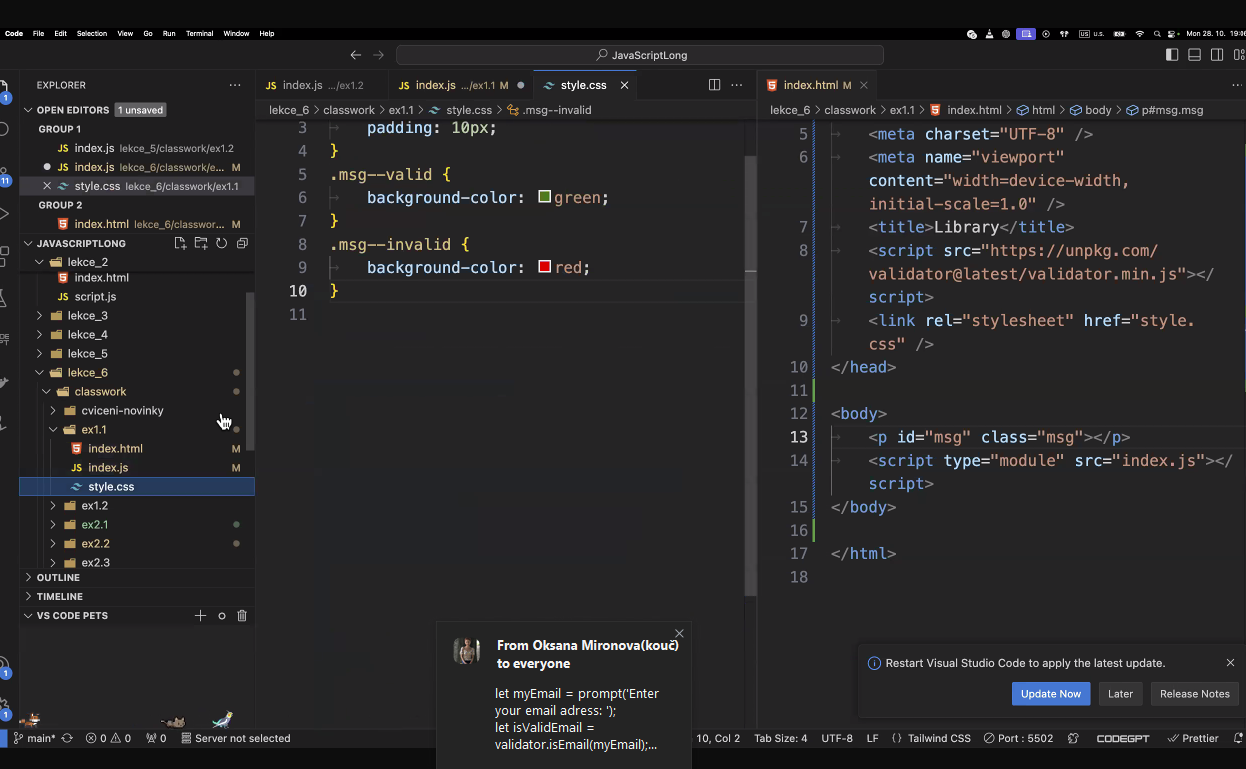 Code File Edit Selection View Go Run Terminal Window Help U.S. Mon 28. 10.
JavaScriptLong
EXPLORER
OPEN EDITORS 1 unsaved
GROUP 1
JS index.js lekce_5/classwork/ex1.2
JS index.js lekce_6/classwork/e... M
style.css lekce_6/classwork/ex1.1
GROUP 2
index.html lekce_6/classwor... M
JAVASCRIPTLONG
lekce_2
index.html
JS script.js
lekce_3
lekce_4
lekce_5
lekce_6
classwork
cviceni-novinky
ex1.1
index.html M
JS index.js M
style.css
ex1.2
ex2.1
ex2.2
ex2.3
OUTLINE
TIMELINE
VS CODE PETS
1
11
1
1
JS index.js .../ex1.2
JS index.js .../ex1.1 M
style.css
lekce_6 > classwork > ex1.1 > style.css > .msg--invalid
3 padding: 10px;
4 }
5 .msg--valid {
6 background-color: green;
7 }
8 .msg--invalid {
9 background-color: red;
10 }
11
index.html M
lekce_6 > classwork > ex1.1 > index.html > html > body > p#msg.msg
5 <meta charset="UTF-8" />
6 <meta name="viewport"
content="width=device-width,
initial-scale=1.0" />
7 <title>Library</title>
8 <script src="https://unpkg.com/
validator@latest/validator.min.js"></
script>
9 <link rel="stylesheet" href="style.
css" />
10 </head>
11
12 <body>
13 <p id="msg" class="msg"></p>
14 <script type="module" src="index.js"></
script>
15 </body>
16
17 </html>
18
From Oksana Mironova(kouč)
to everyone
let myEmail = prompt('Enter
your email adress: ');
let isValidEmail =
validator.isEmail(myEmail);...
Restart Visual Studio Code to apply the latest update.
Update Now Later Release Notes
main* 0 0 0 Server not selected
10, Col 2 Tab Size: 4 UTF-8 LF {} Tailwind CSS Port : 5502 CODEGPT Prettier